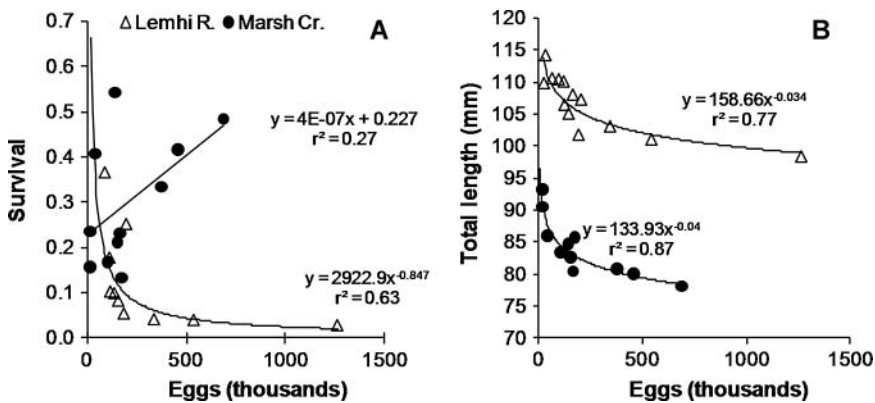 △ Lemhi R. ● Marsh Cr.
A
Survival
0.7
0.6
0.5
0.4
0.3
0.2
0.1
0.0
y = 4E-07x + 0.227
r² = 0.27
y = 2922.9x^-0.847
r² = 0.63
0 500 1000 1500
Eggs (thousands)
B
Total length (mm)
120
115
110
105
100
95
90
85
80
75
70
y = 158.66x^-0.034
r² = 0.77
y = 133.93x^-0.04
r² = 0.87
0 500 1000 1500
Eggs (thousands)